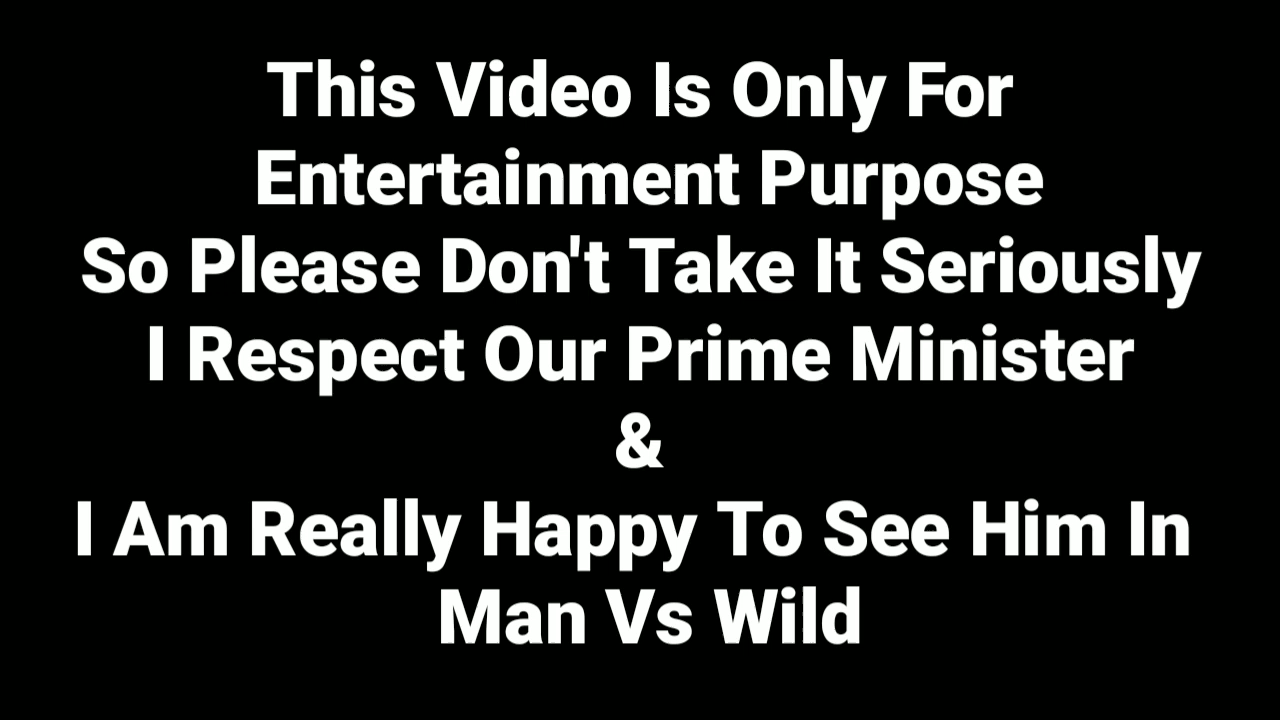 This Video Is Only For
Entertainment Purpose
So Please Don't Take It Seriously
I Respect Our Prime Minister
&
I Am Really Happy To See Him In
Man Vs Wild